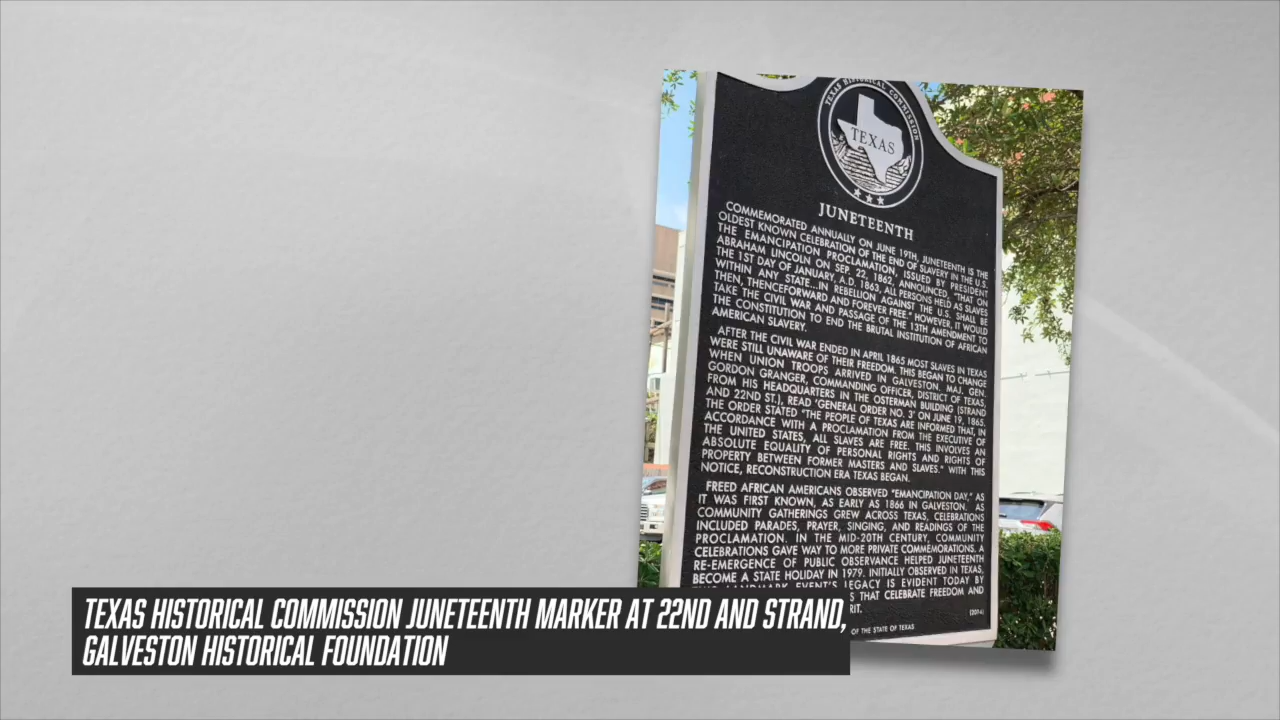 TEXAS HISTORICAL COMMISSION
TEXAS
JUNETEENTH
COMMEMORATED ANNUALLY ON JUNE 19TH, JUNETEENTH IS THE
OLDEST KNOWN CELEBRATION OF THE END OF SLAVERY IN THE U.S.
THE EMANCIPATION PROCLAMATION, ISSUED BY PRESIDENT
ABRAHAM LINCOLN ON SEP. 22, 1862, ANNOUNCED, "THAT ON
THE 1ST DAY OF JANUARY, A.D. 1863, ALL PERSONS HELD AS SLAVES
WITHIN ANY STATE...IN REBELLION AGAINST THE U.S. SHALL BE
THEN, THENCEFORWARD AND FOREVER FREE." HOWEVER, IT WOULD
TAKE THE CIVIL WAR AND PASSAGE OF THE 13TH AMENDMENT TO
THE CONSTITUTION TO END THE BRUTAL INSTITUTION OF AFRICAN
AMERICAN SLAVERY.
AFTER THE CIVIL WAR ENDED IN APRIL 1865 MOST SLAVES IN TEXAS
WERE STILL UNAWARE OF THEIR FREEDOM. THIS BEGAN TO CHANGE
WHEN UNION TROOPS ARRIVED IN GALVESTON. MAJ. GEN.
GORDON GRANGER, COMMANDING OFFICER, DISTRICT OF TEXAS,
FROM HIS HEADQUARTERS IN THE OSTERMAN BUILDING (STRAND
AND 22ND ST.), READ 'GENERAL ORDER NO. 3' ON JUNE 19, 1865.
THE ORDER STATED "THE PEOPLE OF TEXAS ARE INFORMED THAT, IN
ACCORDANCE WITH A PROCLAMATION FROM THE EXECUTIVE OF
THE UNITED STATES, ALL SLAVES ARE FREE. THIS INVOLVES AN
ABSOLUTE EQUALITY OF PERSONAL RIGHTS AND RIGHTS OF
PROPERTY BETWEEN FORMER MASTERS AND SLAVES." WITH THIS
NOTICE, RECONSTRUCTION ERA TEXAS BEGAN.
FREED AFRICAN AMERICANS OBSERVED "EMANCIPATION DAY," AS
IT WAS FIRST KNOWN, AS EARLY AS 1866 IN GALVESTON. AS
COMMUNITY GATHERINGS GREW ACROSS TEXAS, CELEBRATIONS
INCLUDED PARADES, PRAYER, SINGING, AND READINGS OF THE
PROCLAMATION. IN THE MID-20TH CENTURY, COMMUNITY
CELEBRATIONS GAVE WAY TO MORE PRIVATE COMMEMORATIONS. A
RE-EMERGENCE OF PUBLIC OBSERVANCE HELPED JUNETEENTH
BECOME A STATE HOLIDAY IN 1979. INITIALLY OBSERVED IN TEXAS,
THIS LANDMARK EVENT'S LEGACY IS EVIDENT TODAY BY
THAT CELEBRATE FREEDOM AND
(2014)
OF THE STATE OF TEXAS
TEXAS HISTORICAL COMMISSION JUNETEENTH MARKER AT 22ND AND STRAND,
GALVESTON HISTORICAL FOUNDATION